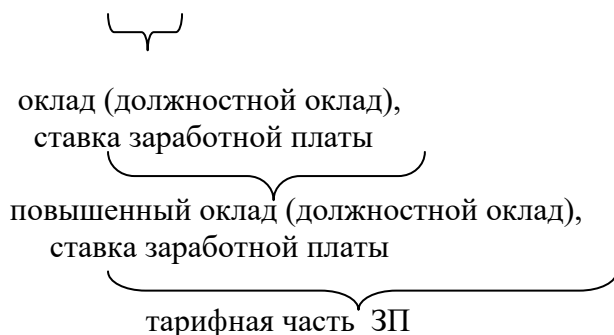 оклад (должностной оклад),
ставка заработной платы
повышенный оклад (должностной оклад),
ставка заработной платы
тарифная часть ЗП